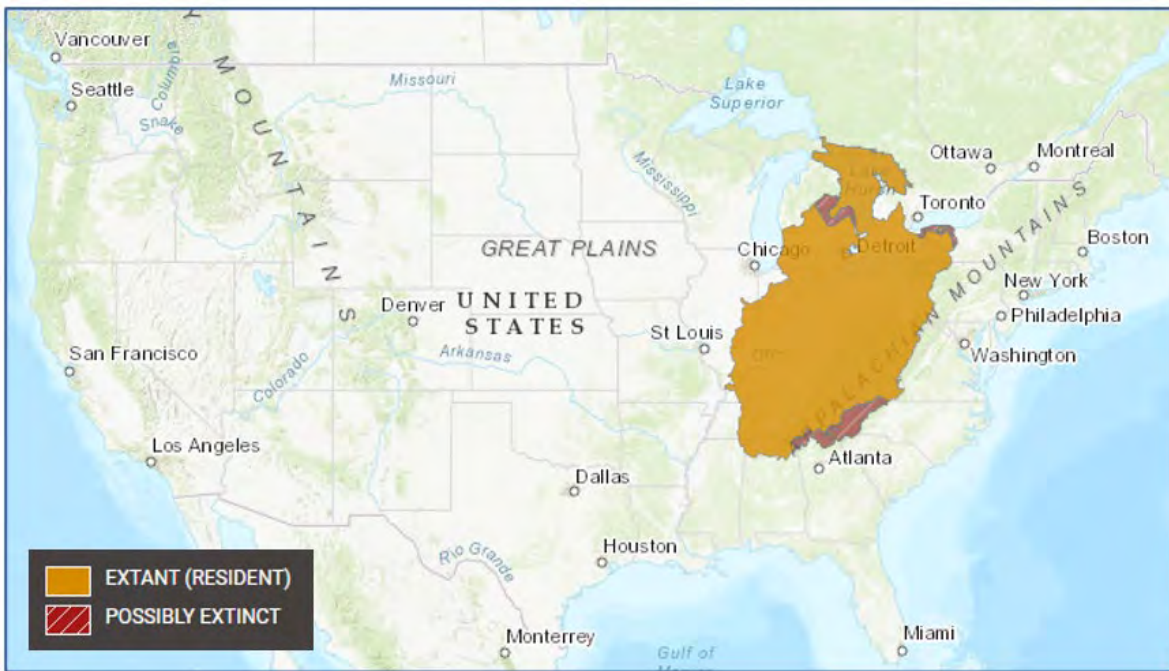 Vancouver
Seattle
Columbia
Snake
Missouri
Lake
Superior
Mississippi
Ottawa
Montreal
Toronto
Boston
MOUNTAINS
GREAT PLAINS
Chicago
Detroit
MOUNTAINS
New York
Philadelphia
Washington
Denver
UNITED
STATES
St Louis
San Francisco
Colorado
Arkansas
Los Angeles
Atlanta
Dallas
Houston
Rio Grande
EXTANT (RESIDENT)
POSSIBLY EXTINCT
Monterrey
Miami
Gulf of